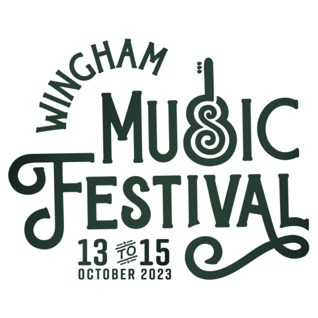 WINGHAM
MUSIC
FESTIVAL
13 TO 15
OCTOBER 2023